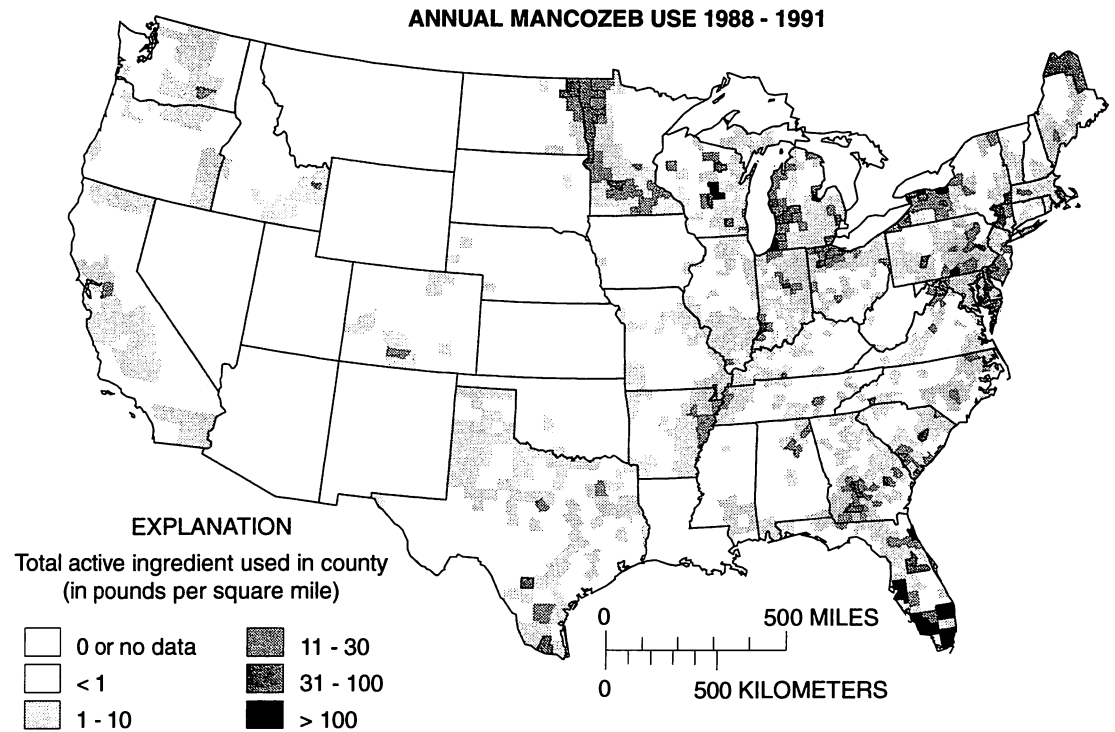 ANNUAL MANCOZEB USE 1988 - 1991
EXPLANATION
Total active ingredient used in county
(in pounds per square mile)
0 or no data
< 1
1 - 10
11 - 30
31 - 100
> 100
0 500 MILES
0 500 KILOMETERS